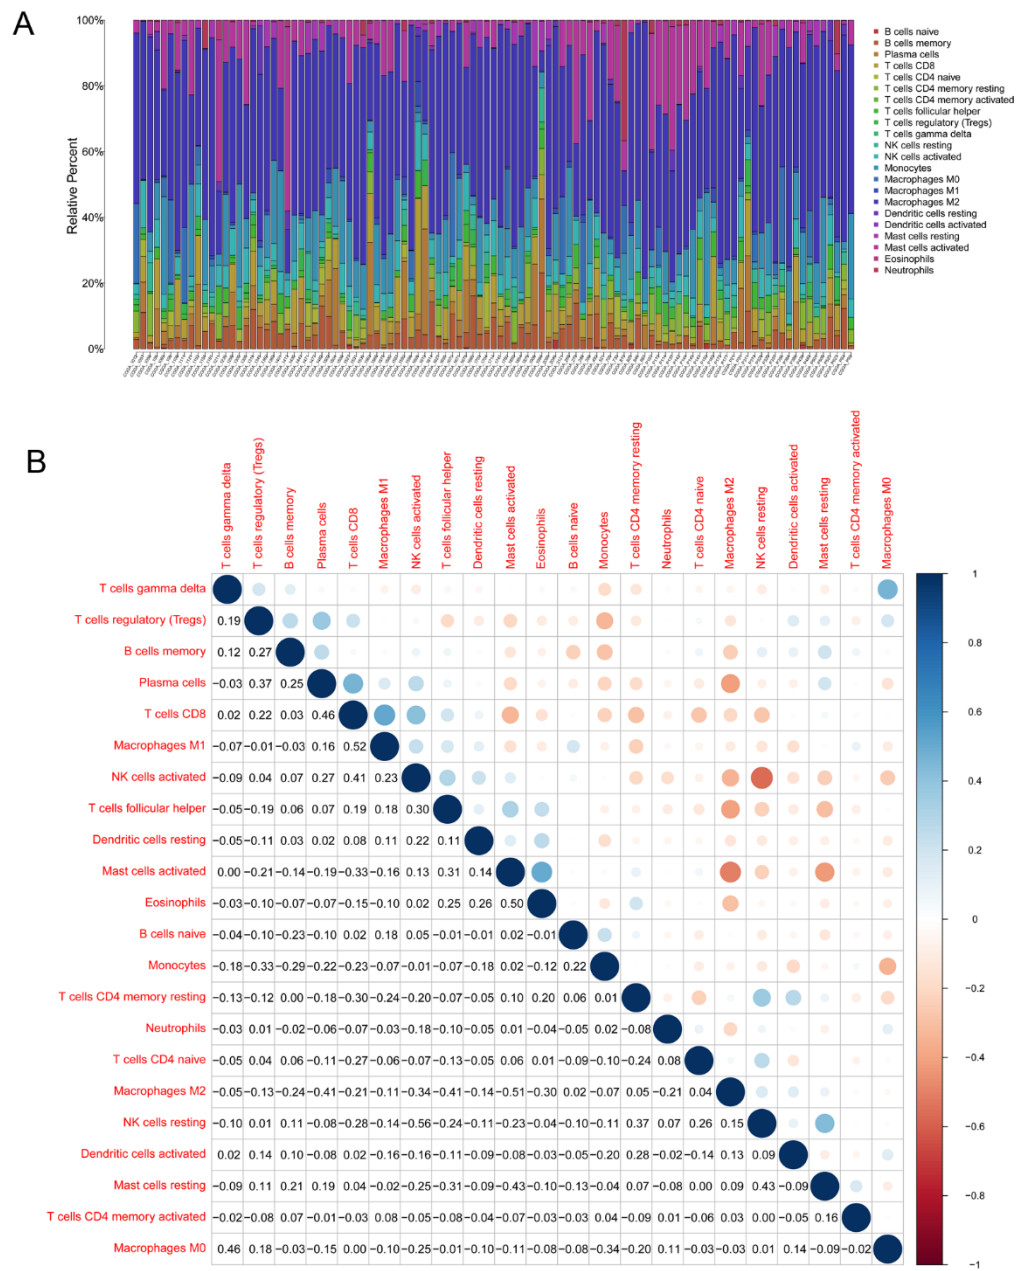 A
100%
80%
60%
40%
20%
0%
Relative Percent
B cells naive
B cells memory
Plasma cells
T cells CD8
T cells CD4 naive
T cells CD4 memory resting
T cells CD4 memory activated
T cells follicular helper
T cells regulatory (Tregs)
T cells gamma delta
NK cells resting
NK cells activated
Monocytes
Macrophages M0
Macrophages M1
Macrophages M2
Dendritic cells resting
Dendritic cells activated
Mast cells resting
Mast cells activated
Eosinophils
Neutrophils
B
T cells gamma delta
T cells regulatory (Tregs)
B cells memory
Plasma cells
T cells CD8
Macrophages M1
NK cells activated
T cells follicular helper
Dendritic cells resting
Mast cells activated
Eosinophils
B cells naive
Monocytes
T cells CD4 memory resting
Neutrophils
T cells CD4 naive
Macrophages M2
NK cells resting
Dendritic cells activated
Mast cells resting
T cells CD4 memory activated
Macrophages M0
T cells gamma delta
T cells regulatory (Tregs) 0.19
B cells memory 0.12 0.27
Plasma cells −0.03 0.37 0.25
T cells CD8 0.02 0.22 0.03 0.46
Macrophages M1 −0.07 −0.01 −0.03 0.16 0.52
NK cells activated −0.09 0.04 0.07 0.27 0.41 0.23
T cells follicular helper −0.05 −0.19 0.06 0.07 0.19 0.18 0.30
Dendritic cells resting −0.05 −0.11 0.03 0.02 0.08 0.11 0.22 0.11
Mast cells activated 0.00 −0.21 −0.14 −0.19 −0.33 −0.16 0.13 0.31 0.14
Eosinophils −0.03 −0.10 −0.07 −0.07 −0.15 −0.10 0.02 0.25 0.26 0.50
B cells naive −0.04 −0.10 −0.23 −0.10 0.02 0.18 0.05 −0.01 −0.01 0.02 −0.01
Monocytes −0.18 −0.33 −0.29 −0.22 −0.23 −0.07 −0.01 −0.07 −0.18 0.02 −0.12 0.22
T cells CD4 memory resting −0.13 −0.12 0.00 −0.18 −0.30 −0.24 −0.20 −0.07 −0.05 0.10 0.20 0.06 0.01
Neutrophils −0.03 0.01 −0.02 −0.06 −0.07 −0.03 −0.18 −0.10 −0.05 0.01 −0.04 −0.05 0.02 −0.08
T cells CD4 naive −0.05 0.04 0.06 −0.11 −0.27 −0.06 −0.07 −0.13 −0.05 0.06 0.01 −0.09 −0.10 −0.24 0.08
Macrophages M2 −0.05 −0.13 −0.24 −0.41 −0.21 −0.11 −0.34 −0.41 −0.14 −0.51 −0.30 0.02 −0.07 0.05 −0.21 0.04
NK cells resting −0.10 0.01 0.11 −0.08 −0.28 −0.14 −0.56 −0.24 −0.11 −0.23 −0.04 −0.10 −0.11 0.37 0.07 0.26 0.15
Dendritic cells activated 0.02 0.14 0.10 −0.08 0.02 −0.16 −0.16 −0.11 −0.09 −0.08 −0.03 −0.05 −0.20 0.28 −0.02 −0.14 0.13 0.09
Mast cells resting −0.09 0.11 0.21 0.19 0.04 −0.02 −0.25 −0.31 −0.09 −0.43 −0.10 −0.13 −0.04 0.07 −0.08 0.00 0.09 0.43 −0.09
T cells CD4 memory activated −0.02 −0.08 0.07 −0.01 −0.03 0.08 −0.05 −0.08 −0.04 −0.07 −0.03 −0.03 0.04 −0.09 0.01 −0.06 0.03 0.00 −0.05 0.16
Macrophages M0 0.46 0.18 −0.03 −0.15 0.00 −0.10 −0.25 −0.01 −0.10 −0.11 −0.08 −0.08 −0.34 −0.20 0.11 −0.03 −0.03 0.01 0.14 −0.09 −0.02
1
0.8
0.6
0.4
0.2
0
−0.2
−0.4
−0.6
−0.8
−1